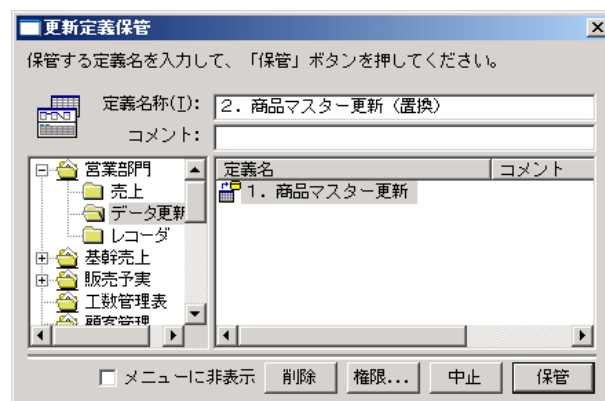 更新定義保管
保管する定義名を入力して、「保管」ボタンを押してください。
定義名称(I):
2．商品マスター更新（置換）
コメント:
定義名
コメント
1．商品マスター更新
営業部門
売上
データ更新
レコーダ
基幹売上
販売予実
工数管理表
顧客管理
メニューに非表示
削除
権限...
中止
保管